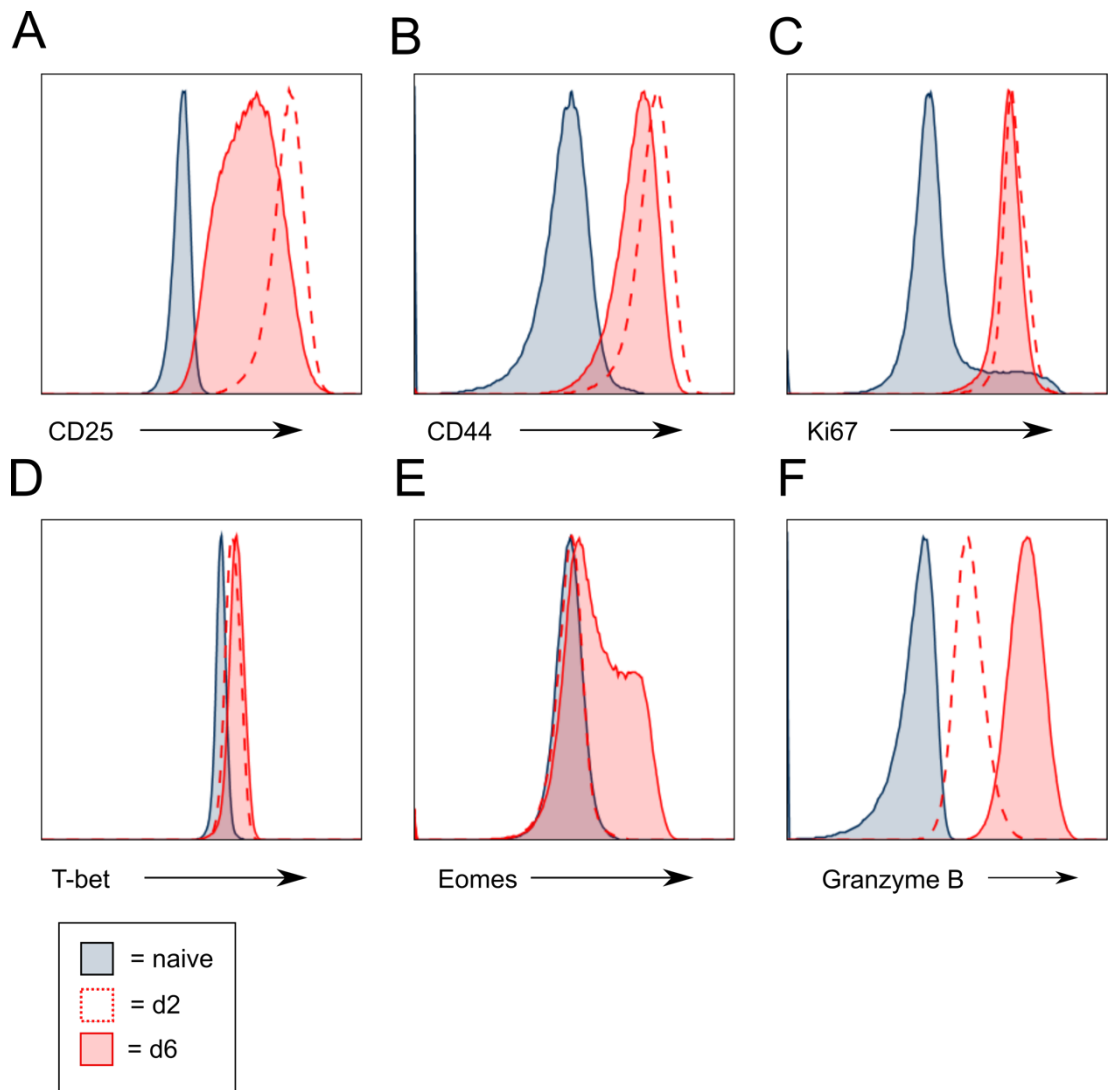 A
B
C
CD25
CD44
Ki67
D
E
F
T-bet
Eomes
Granzyme B
= naive
= d2
= d6